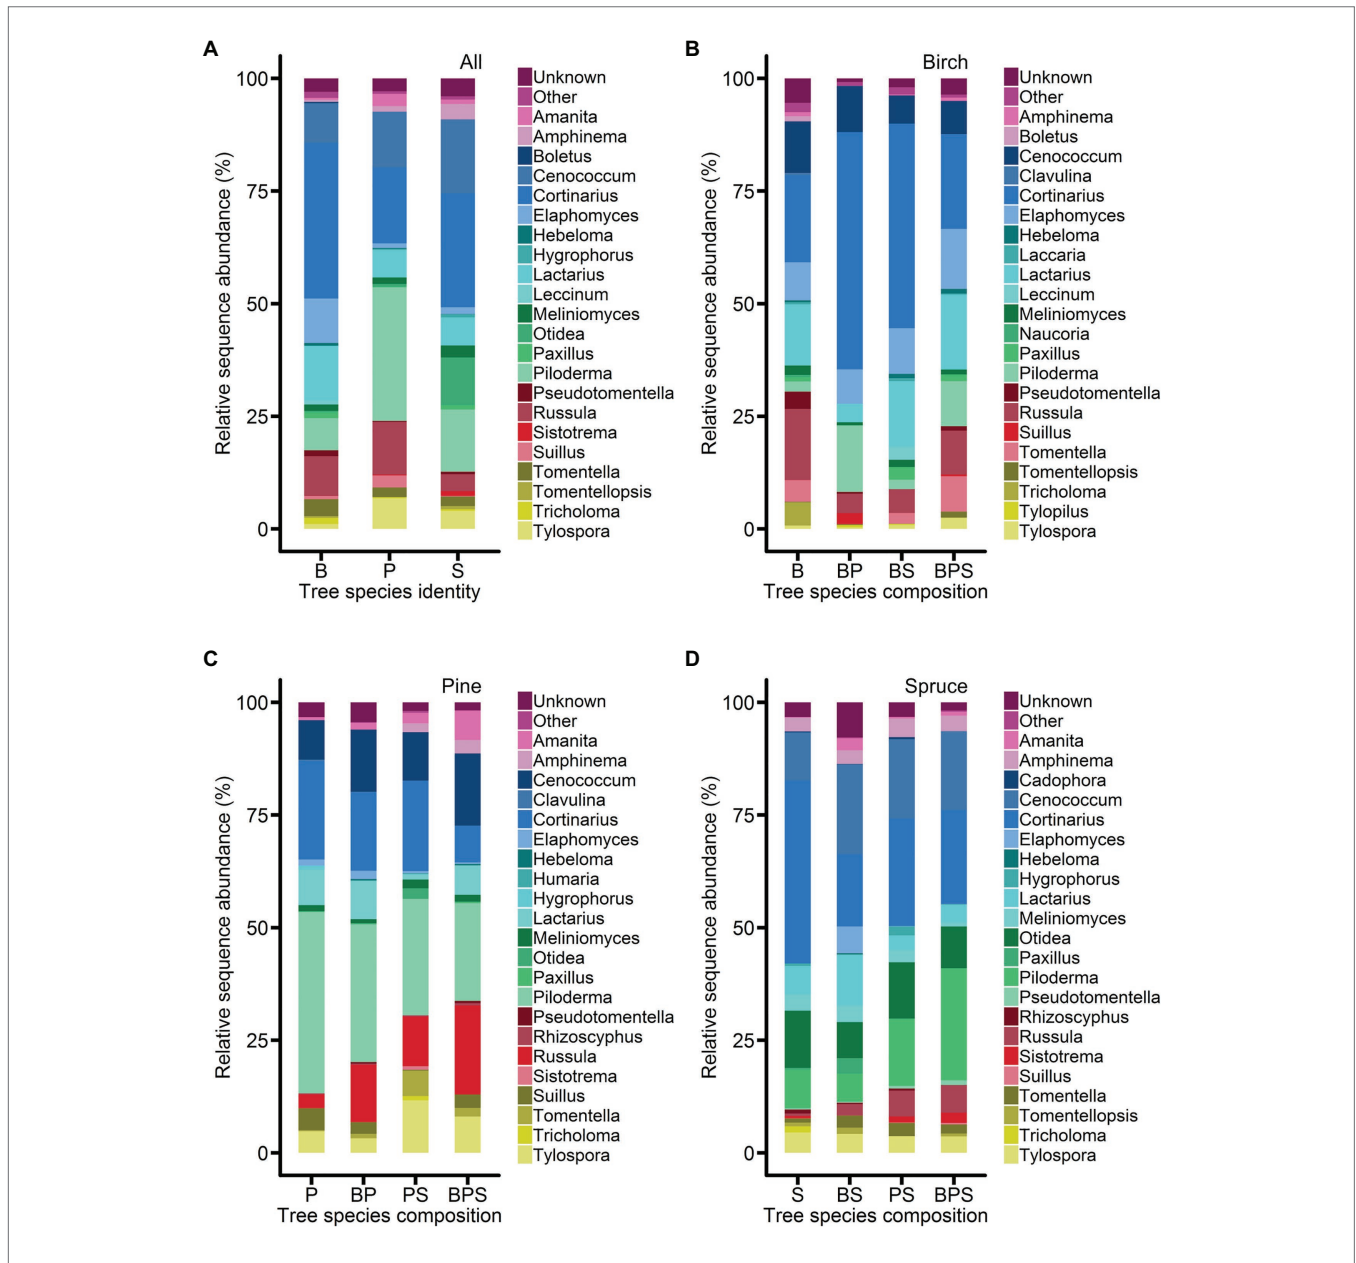 A
All
Relative sequence abundance (%)
100
75
50
25
0
B P S
Tree species identity
Unknown
Other
Amanita
Amphinema
Boletus
Cenococcum
Cortinarius
Elaphomyces
Hebeloma
Hygrophorus
Lactarius
Leccinum
Meliniomyces
Otidea
Paxillus
Piloderma
Pseudotomentella
Russula
Sistotrema
Suillus
Tomentella
Tomentellopsis
Tricholoma
Tylospora
B
Birch
Relative sequence abundance (%)
100
75
50
25
0
B BP BS BPS
Tree species composition
Unknown
Other
Amphinema
Boletus
Cenococcum
Clavulina
Cortinarius
Elaphomyces
Hebeloma
Laccaria
Lactarius
Leccinum
Meliniomyces
Naucoria
Paxillus
Piloderma
Pseudotomentella
Russula
Suillus
Tomentella
Tomentellopsis
Tricholoma
Tylopilus
Tylospora
C
Pine
Relative sequence abundance (%)
100
75
50
25
0
P BP PS BPS
Tree species composition
Unknown
Other
Amanita
Amphinema
Cenococcum
Clavulina
Cortinarius
Elaphomyces
Hebeloma
Humaria
Hygrophorus
Lactarius
Meliniomyces
Otidea
Paxillus
Piloderma
Pseudotomentella
Rhizoscyphus
Russula
Sistotrema
Suillus
Tomentella
Tricholoma
Tylospora
D
Spruce
Relative sequence abundance (%)
100
75
50
25
0
S BS PS BPS
Tree species composition
Unknown
Other
Amanita
Amphinema
Cadophora
Cenococcum
Cortinarius
Elaphomyces
Hebeloma
Hygrophorus
Lactarius
Meliniomyces
Otidea
Paxillus
Piloderma
Pseudotomentella
Rhizoscyphus
Russula
Sistotrema
Suillus
Tomentella
Tomentellopsis
Tricholoma
Tylospora